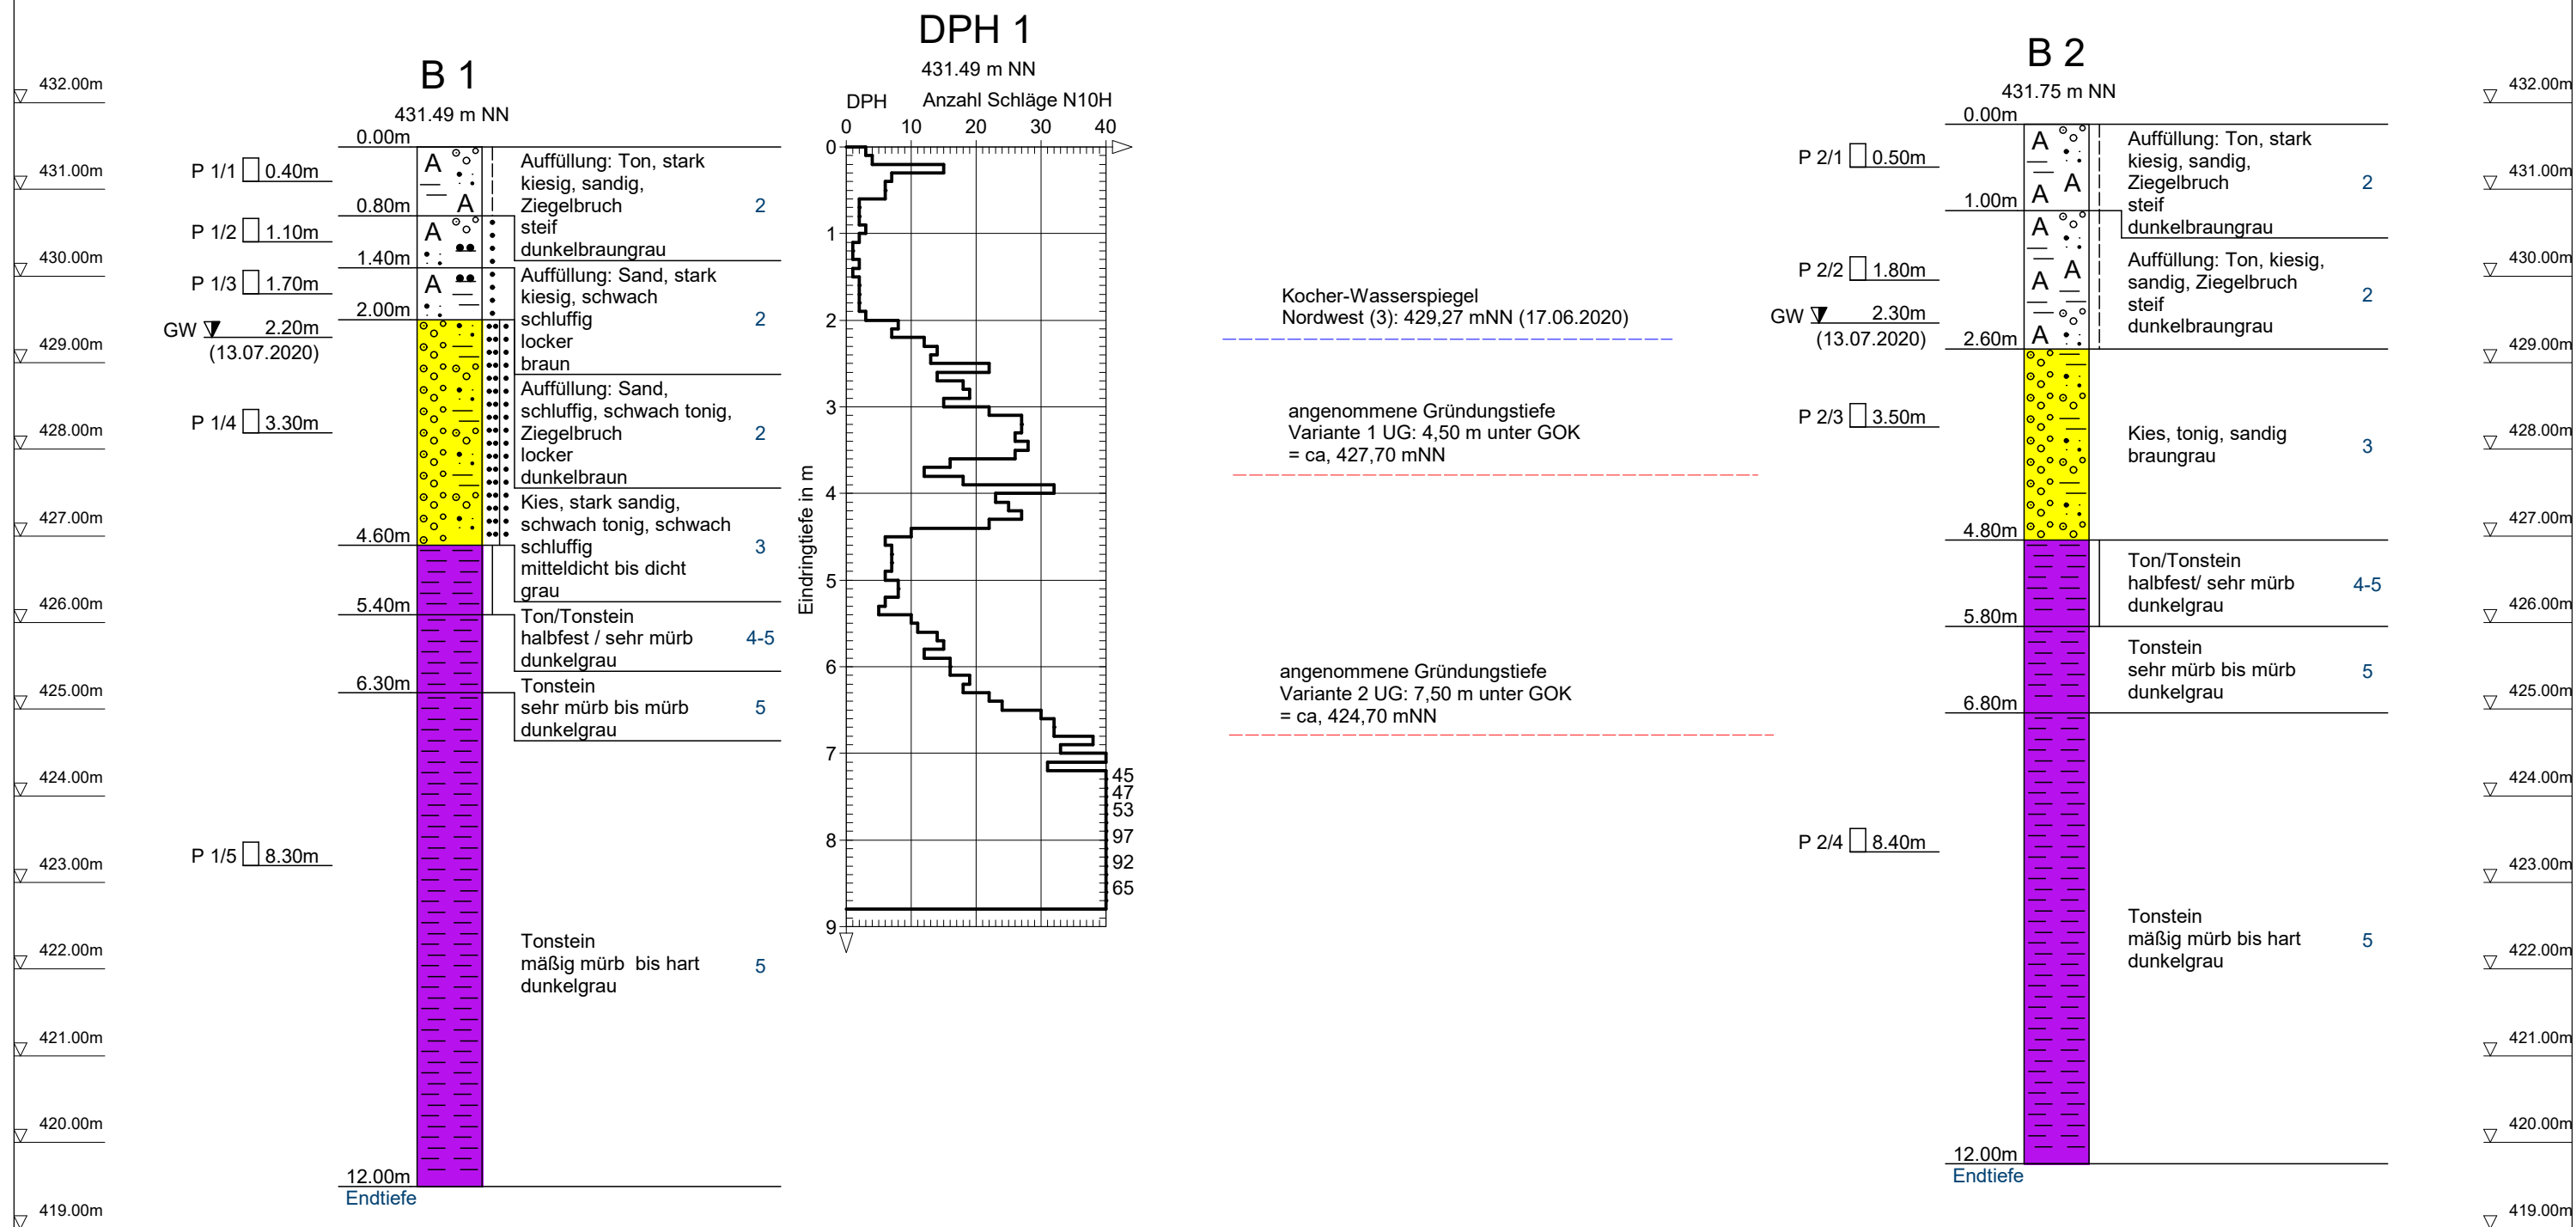 432.00m
431.00m
430.00m
429.00m
428.00m
427.00m
426.00m
425.00m
424.00m
423.00m
422.00m
421.00m
420.00m
419.00m
B 1
431.49 m NN
P 1/1 0.40m
P 1/2 1.10m
P 1/3 1.70m
GW 2.20m
(13.07.2020)
P 1/4 3.30m
P 1/5 8.30m
0.00m
0.80m
1.40m
2.00m
4.60m
5.40m
6.30m
12.00m
Endtiefe
A
A
A
A
Auffüllung: Ton, stark
kiesig, sandig,
Ziegelbruch 2
steif
dunkelbraungrau
Auffüllung: Sand, stark
kiesig, schwach
schluffig 2
locker
braun
Auffüllung: Sand,
schluffig, schwach tonig,
Ziegelbruch 2
locker
dunkelbraun
Kies, stark sandig,
schwach tonig, schwach
schluffig 3
mitteldicht bis dicht
grau
Ton/Tonstein
halbfest / sehr mürb 4-5
dunkelgrau
Tonstein
sehr mürb bis mürb 5
dunkelgrau
Tonstein
mäßig mürb  bis hart 5
dunkelgrau
DPH 1
431.49 m NN
DPH Anzahl Schläge N10H
0 10 20 30 40
0
1
2
3
4
5
6
7
8
9
Eindringtiefe in m
45
47
53
97
92
65
Kocher-Wasserspiegel
Nordwest (3): 429,27 mNN (17.06.2020)
angenommene Gründungstiefe
Variante 1 UG: 4,50 m unter GOK
= ca, 427,70 mNN
angenommene Gründungstiefe
Variante 2 UG: 7,50 m unter GOK
= ca, 424,70 mNN
B 2
431.75 m NN
P 2/1 0.50m
P 2/2 1.80m
GW 2.30m
(13.07.2020)
P 2/3 3.50m
P 2/4 8.40m
0.00m
1.00m
2.60m
4.80m
5.80m
6.80m
12.00m
Endtiefe
A
A
A
A
A
A
A
Auffüllung: Ton, stark
kiesig, sandig,
Ziegelbruch 2
steif
dunkelbraungrau
Auffüllung: Ton, kiesig,
sandig, Ziegelbruch
steif 2
dunkelbraungrau
Kies, tonig, sandig
braungrau 3
Ton/Tonstein
halbfest/ sehr mürb 4-5
dunkelgrau
Tonstein
sehr mürb bis mürb 5
dunkelgrau
Tonstein
mäßig mürb bis hart 5
dunkelgrau
432.00m
431.00m
430.00m
429.00m
428.00m
427.00m
426.00m
425.00m
424.00m
423.00m
422.00m
421.00m
420.00m
419.00m